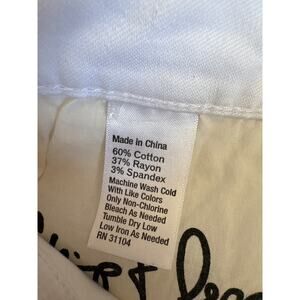 Made in China
60% Cotton
37% Rayon
3% Spandex
Machine Wash Cold
With Like Colors
Only Non-Chlorine
Bleach As Needed
Tumble Dry Low
Low Iron As Needed
RN 31104